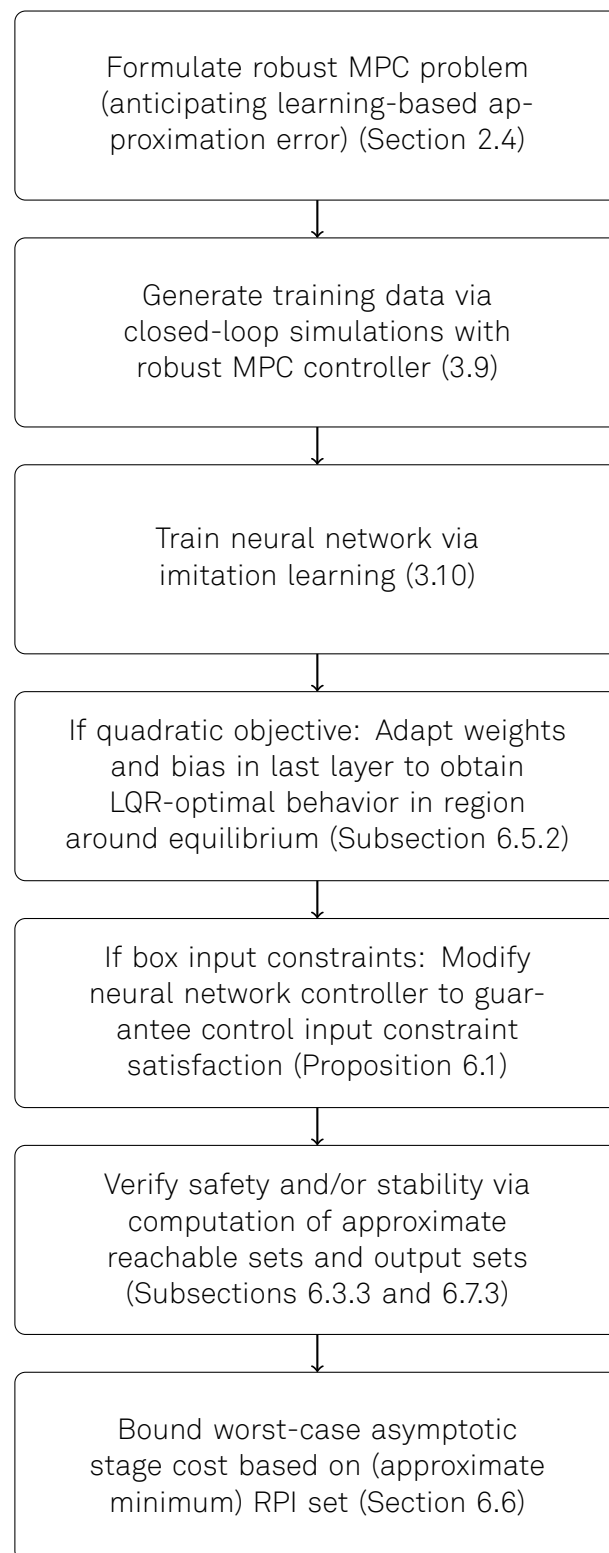 Formulate robust MPC problem
(anticipating learning-based ap-
proximation error) (Section 2.4)
Generate training data via
closed-loop simulations with
robust MPC controller (3.9)
Train neural network via
imitation learning (3.10)
If quadratic objective: Adapt weights
and bias in last layer to obtain
LQR-optimal behavior in region
around equilibrium (Subsection 6.5.2)
If box input constraints: Modify
neural network controller to guar-
antee control input constraint
satisfaction (Proposition 6.1)
Verify safety and/or stability via
computation of approximate
reachable sets and output sets
(Subsections 6.3.3 and 6.7.3)
Bound worst-case asymptotic
stage cost based on (approximate
minimum) RPI set (Section 6.6)